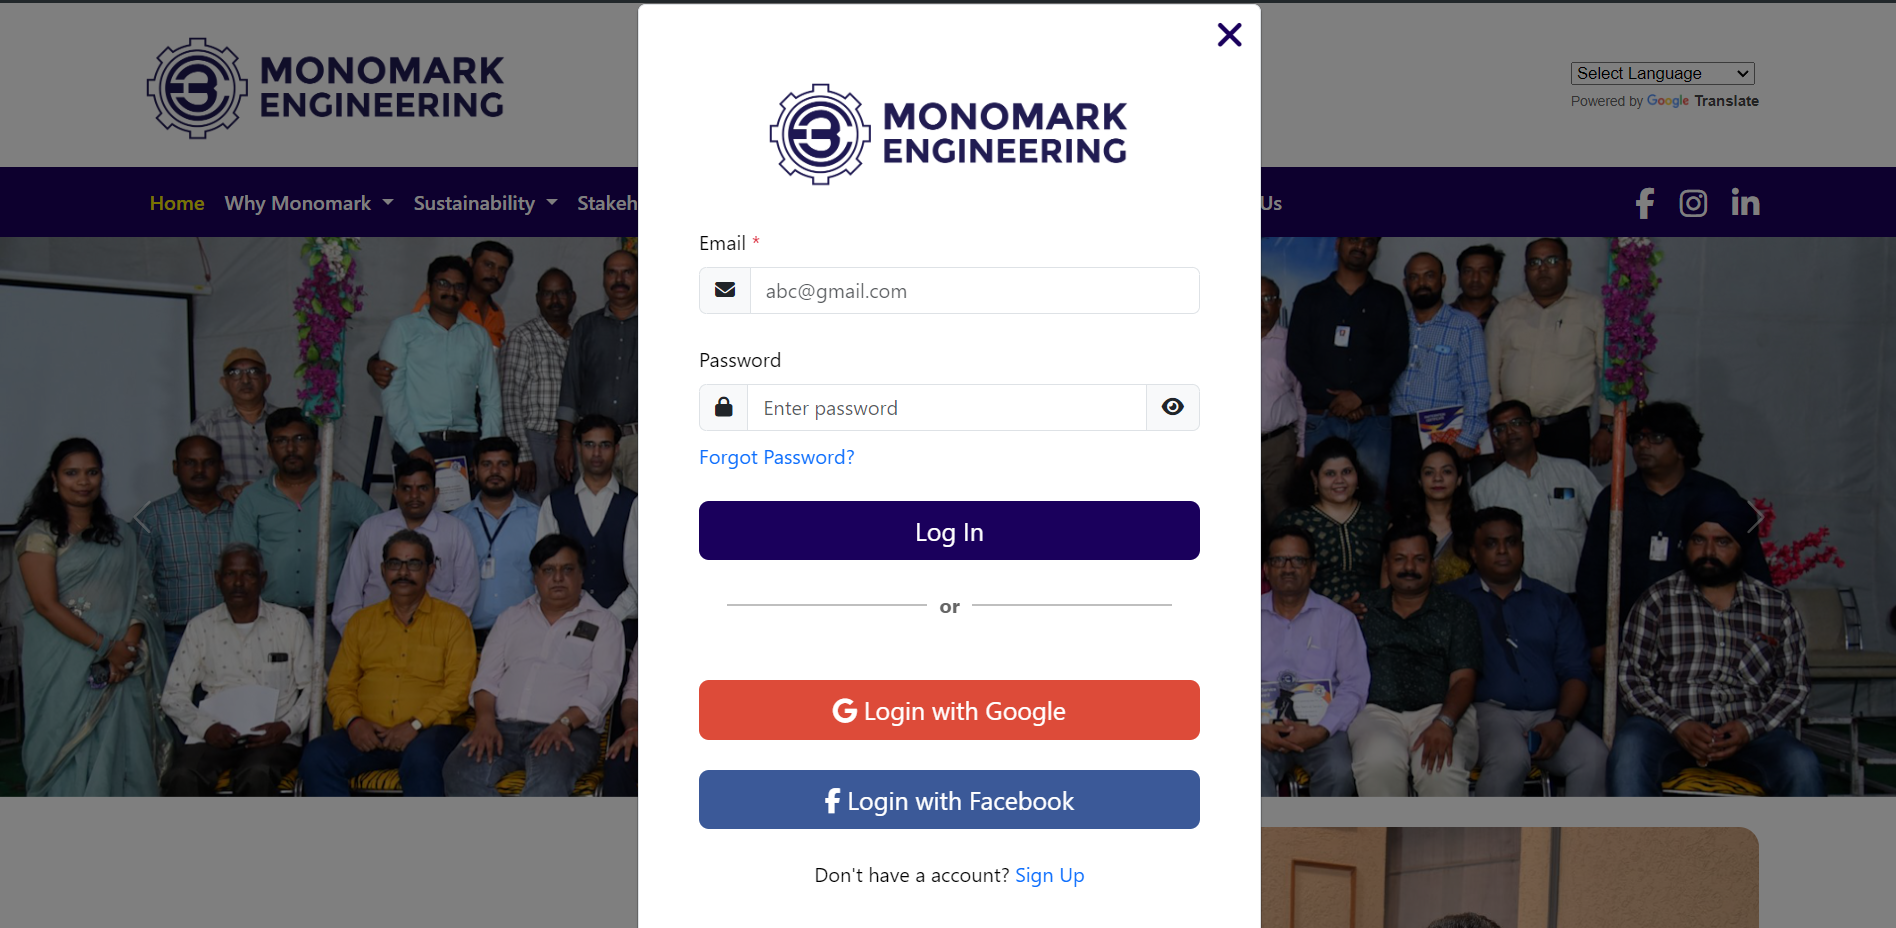 MONOMARK
ENGINEERING
Select Language
Powered by Google Translate
Home Why Monomark Sustainability Stakeh
Us
MONOMARK
ENGINEERING
Email *
abc@gmail.com
Password
Enter password
Forgot Password?
Log In
or
Login with Google
Login with Facebook
Don't have a account? Sign Up